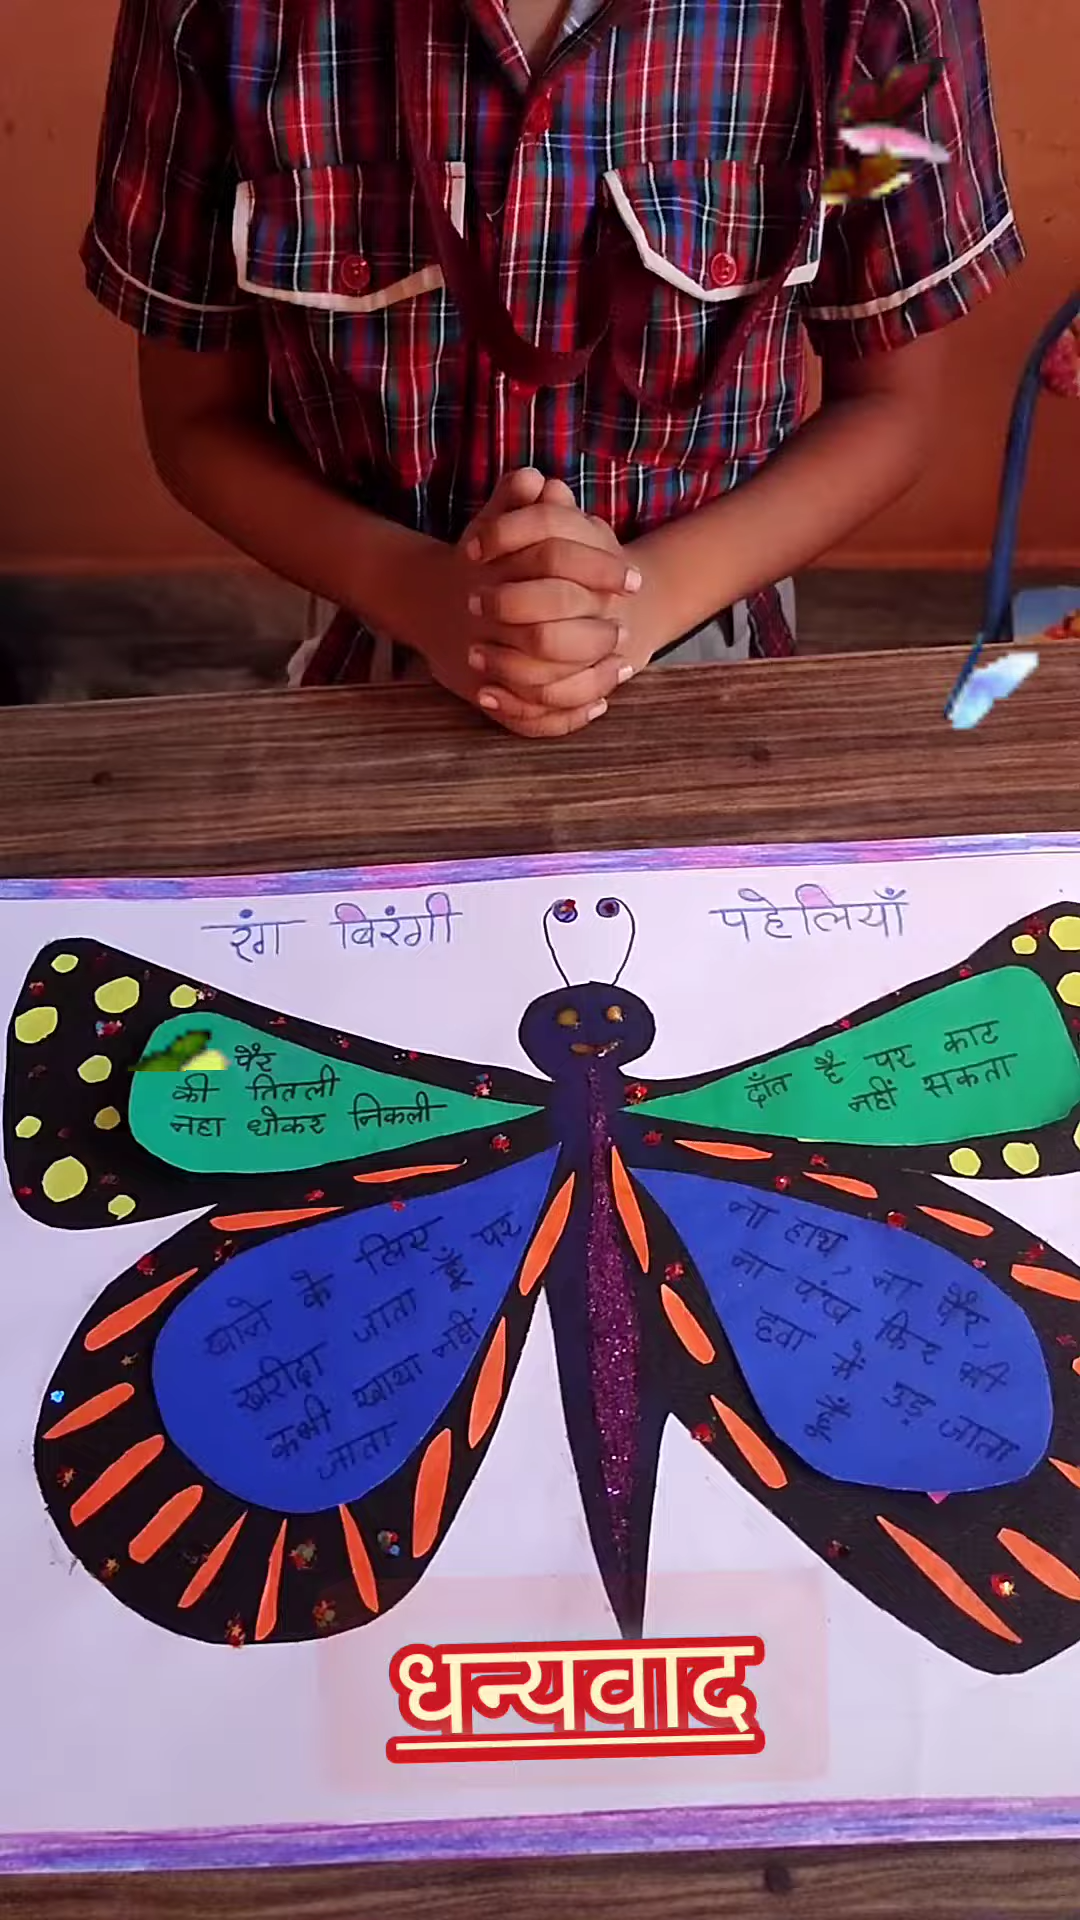 रंग बिरंगी पहेलियाँ
पैर
की तितली
नहा धोकर निकली
दाँत है पर काट
नहीं सकता
खाने के लिए
खरीदा जाता हूँ पर
कभी खाया नहीं
जाता
ना हाथ, ना पैर,
ना पंख फिर भी
हवा में उड़ जाता
हूँ
धन्यवाद